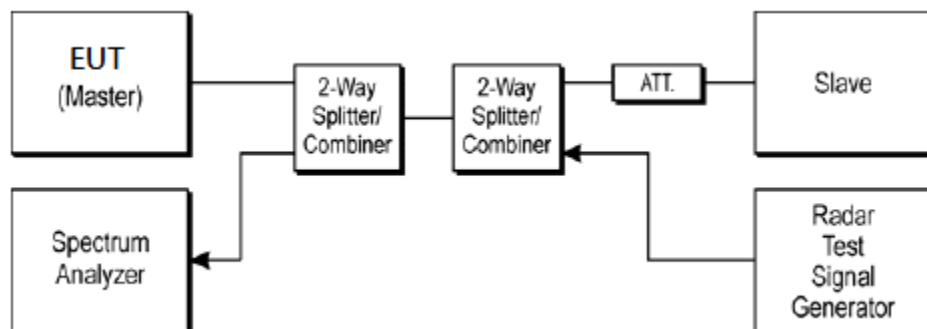 EUT
(Master)
2-Way
Splitter/
Combiner
2-Way
Splitter/
Combiner
ATT.
Slave
Spectrum
Analyzer
Radar
Test
Signal
Generator